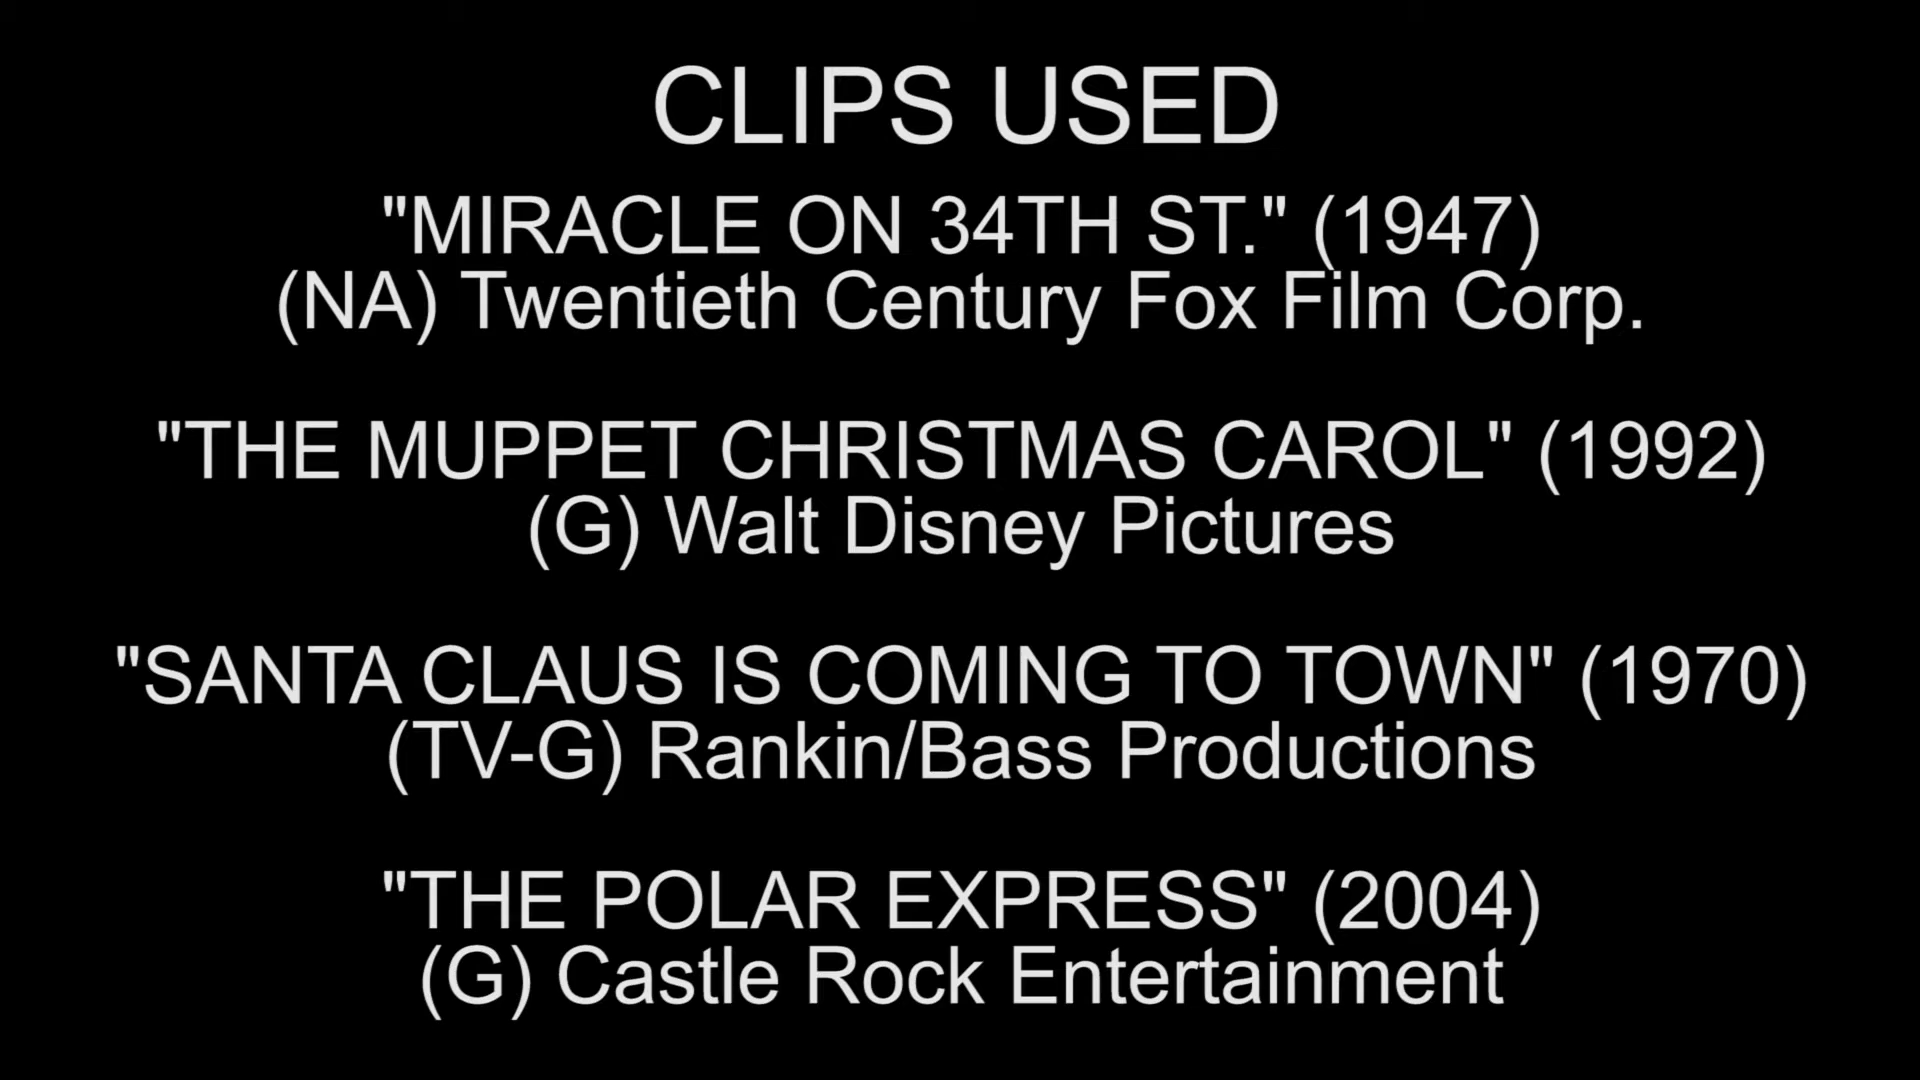 CLIPS USED
"MIRACLE ON 34TH ST." (1947)
(NA) Twentieth Century Fox Film Corp.
"THE MUPPET CHRISTMAS CAROL" (1992)
(G) Walt Disney Pictures
"SANTA CLAUS IS COMING TO TOWN" (1970)
(TV-G) Rankin/Bass Productions
"THE POLAR EXPRESS" (2004)
(G) Castle Rock Entertainment